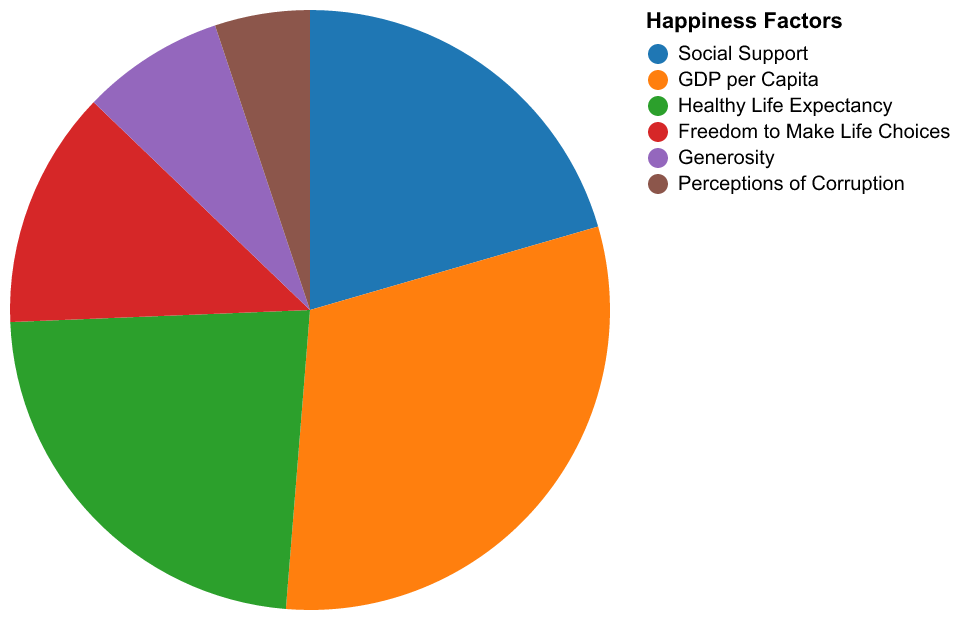 Happiness Factors
Social Support
GDP per Capita
Healthy Life Expectancy
Freedom to Make Life Choices
Generosity
Perceptions of Corruption